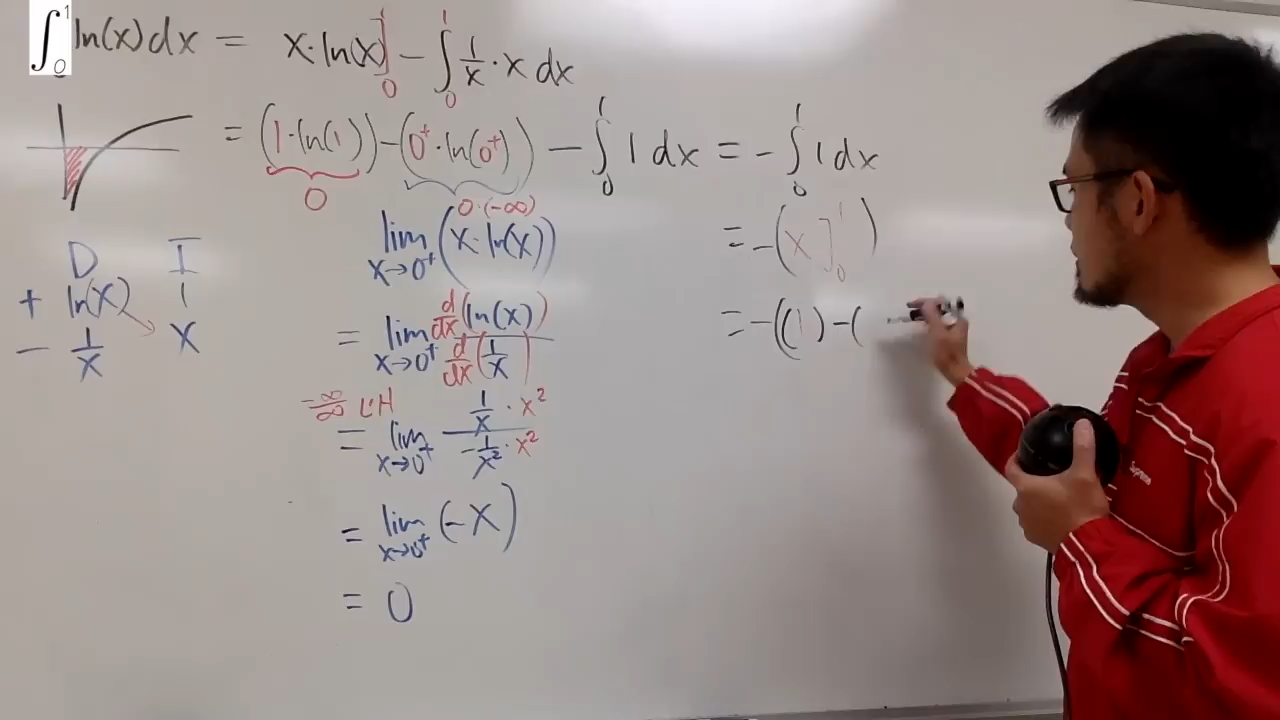 ∫₀¹ ln(x) dx = x·ln(x)]₀¹ − ∫₀¹ 1/x · x dx
= (1·ln(1)) − (0⁺·ln(0⁺)) − ∫₀¹ 1 dx = − ∫₀¹ 1 dx
0
0·(−∞)
D I
+ ln(x) 1
− 1/x x
lim x→0⁺ (x·ln(x))
= lim x→0⁺ d/dx (ln(x)) / d/dx (1/x)
−∞/∞ L'H
= lim x→0⁺ (1/x · x²) / (−1/x² · x²)
= lim x→0⁺ (−x)
= 0
= −(x]₀¹)
= −((1) − (
Supreme